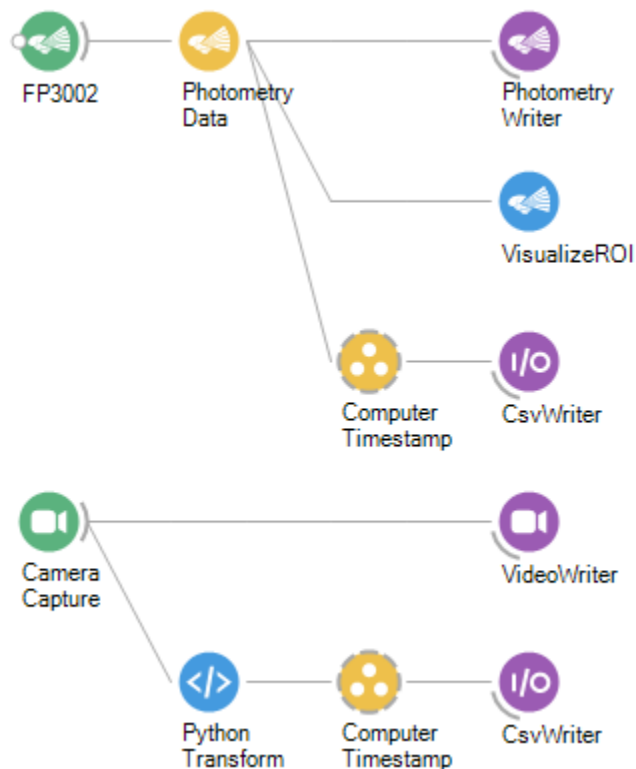 FP3002
Photometry
Data
Photometry
Writer
VisualizeROI
Computer
Timestamp
I/O
CsvWriter
Camera
Capture
VideoWriter
</>
Python
Transform
Computer
Timestamp
I/O
CsvWriter